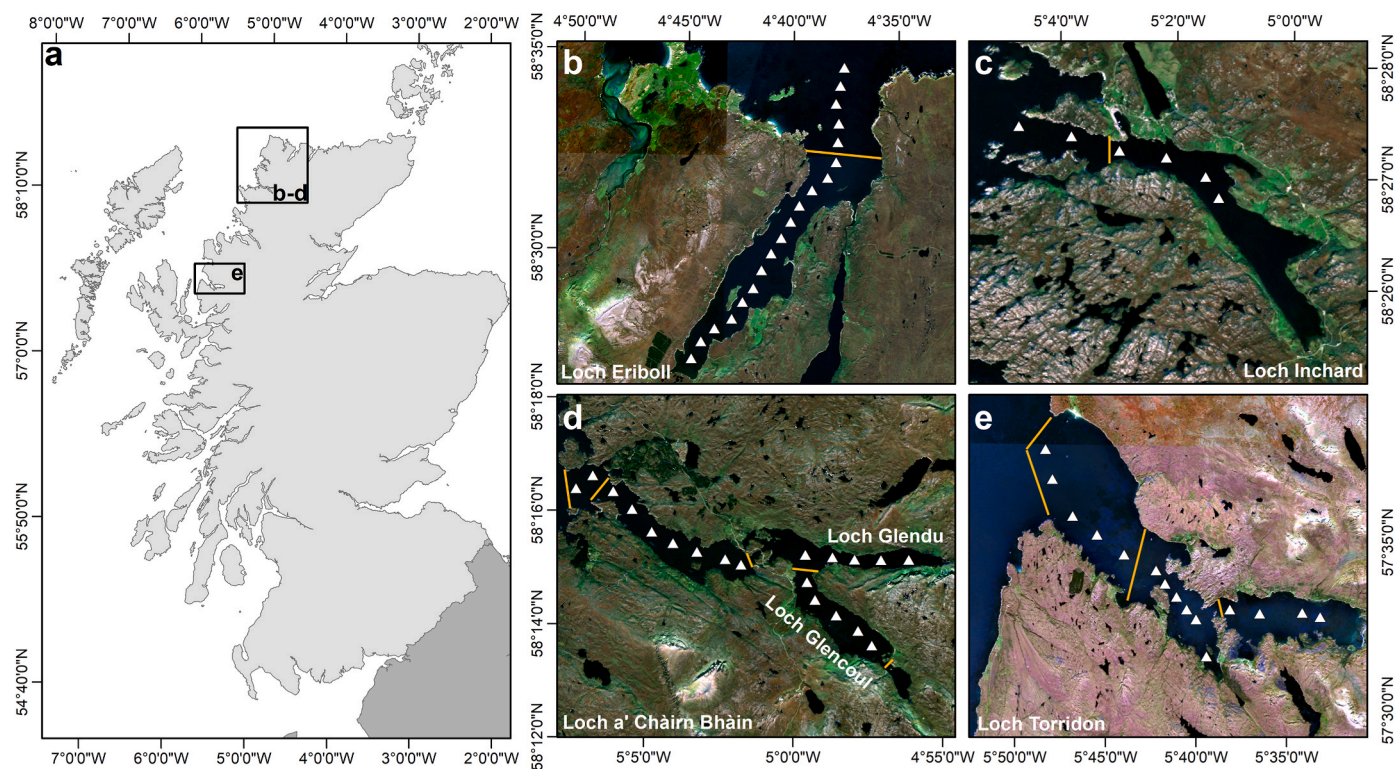 8°0'0"W 6°0'0"W 5°0'0"W 4°0'0"W 3°0'0"W
a
b-d
e
58°10'0"N
57°0'0"N
55°50'0"N
54°40'0"N
7°0'0"W 6°0'0"W 5°0'0"W 4°0'0"W 3°0'0"W 2°0'0"W
4°50'0"W 4°45'0"W 4°40'0"W 4°35'0"W
58°35'0"N
58°30'0"N
b
Loch Eriboll
5°4'0"W 5°2'0"W 5°0'0"W
c
58°28'0"N
58°27'0"N
58°26'0"N
Loch Inchard
58°18'0"N
58°16'0"N
58°14'0"N
58°12'0"N
d
Loch Glendu
Loch Glencoul
Loch a' Chàirn Bhàin
5°5'0"W 5°0'0"W 4°55'0"W
e
57°35'0"N
57°30'0"N
Loch Torridon
5°50'0"W 5°45'0"W 5°40'0"W 5°35'0"W